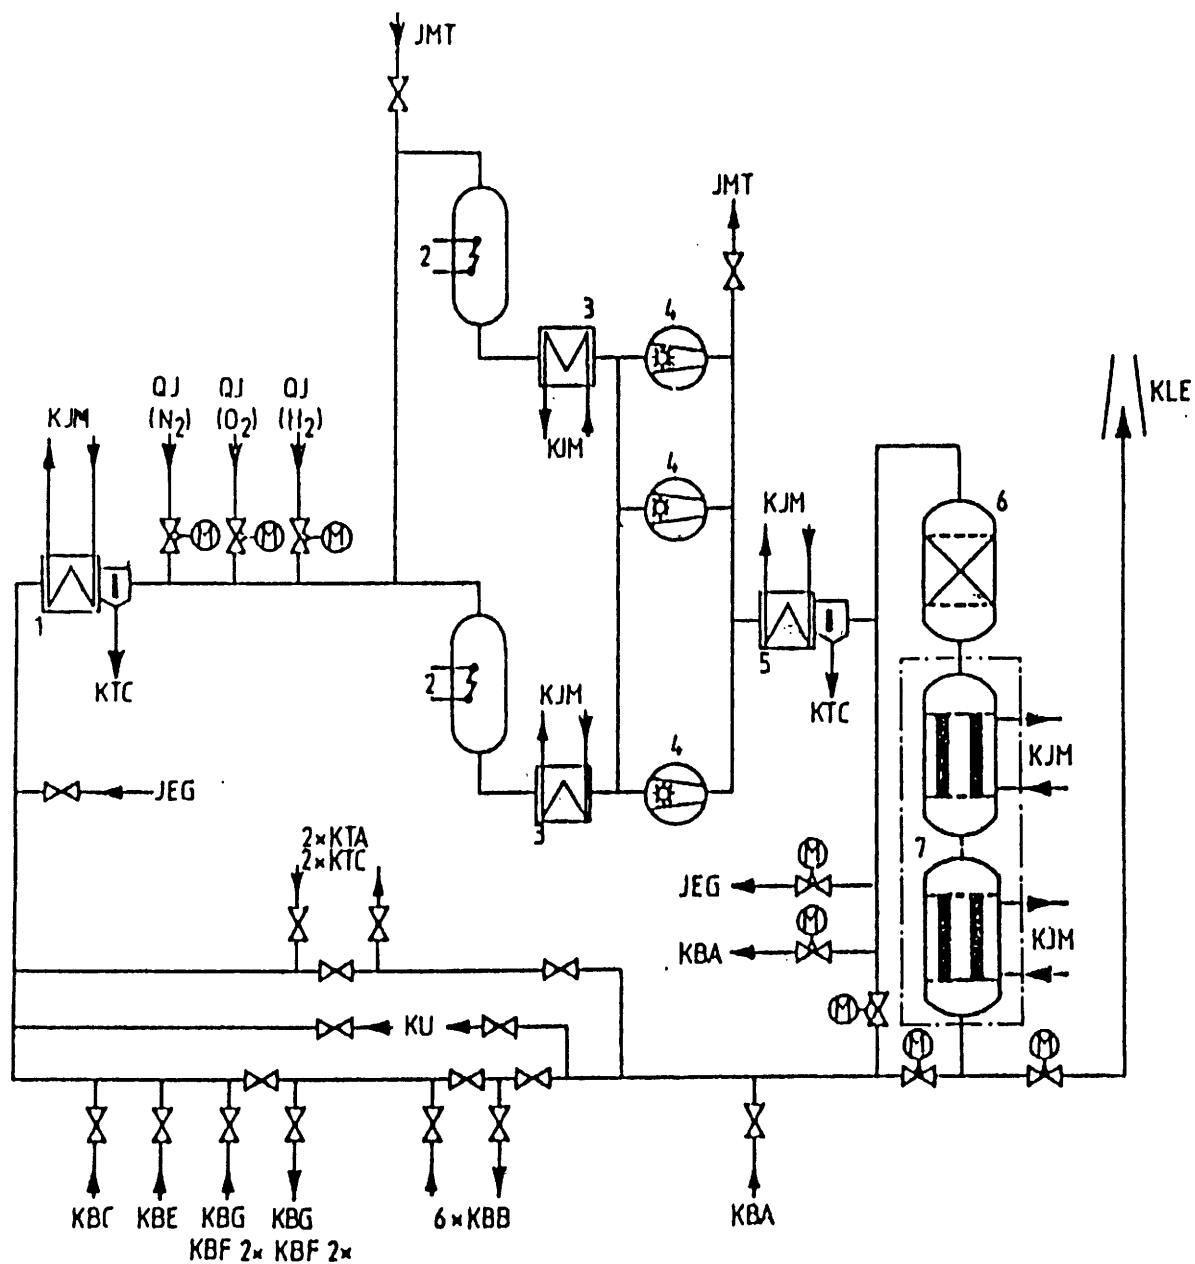 JMT
JMT
2
3
4
KLE
QJ QJ QJ
(N2) (O2) (H2)
KJM
M M M
KJM
4
KJM
6
1
KTC
2
KJM
5
KTC
3
4
KJM
JEG
7
2×KTA
2×KTC
M
JEG
M
KBA
KJM
M
KU
M M
KBC KBE KBG KBG 6×KBB KBA
KBF 2× KBF 2×